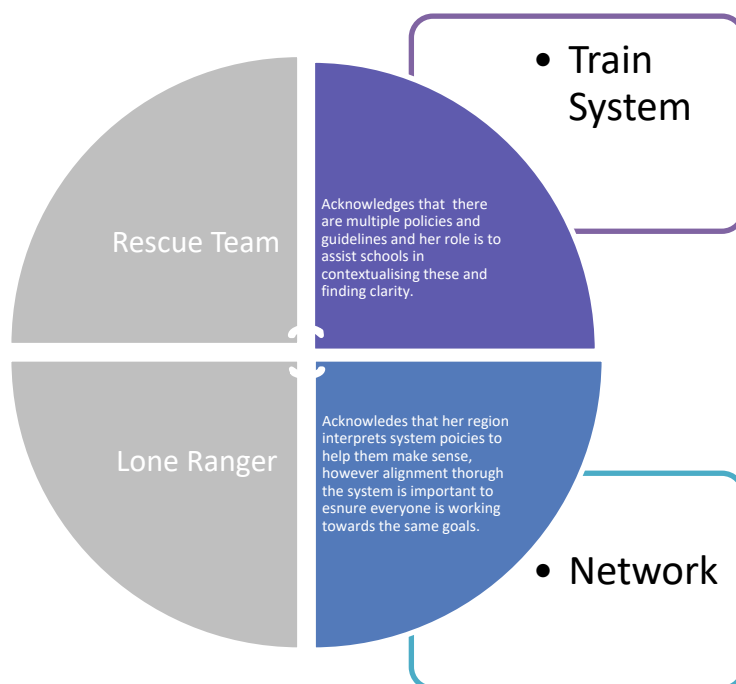 • Train
System
Rescue Team
Acknowledges that  there
are multiple policies and
guidelines and her role is to
assist schools in
contextualising these and
finding clarity.
Lone Ranger
Acknowledes that her region
interprets system poicies to
help them make sense,
however alignment thorugh
the system is important to
esnure everyone is working
towards the same goals.
• Network